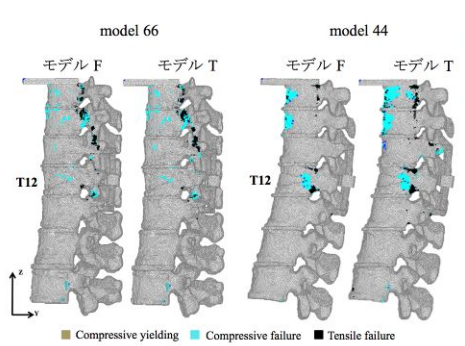 model 66
model 44
モデル F
モデル T
モデル F
モデル T
T12
T12
Z
Y
Compressive yielding
Compressive failure
Tensile failure